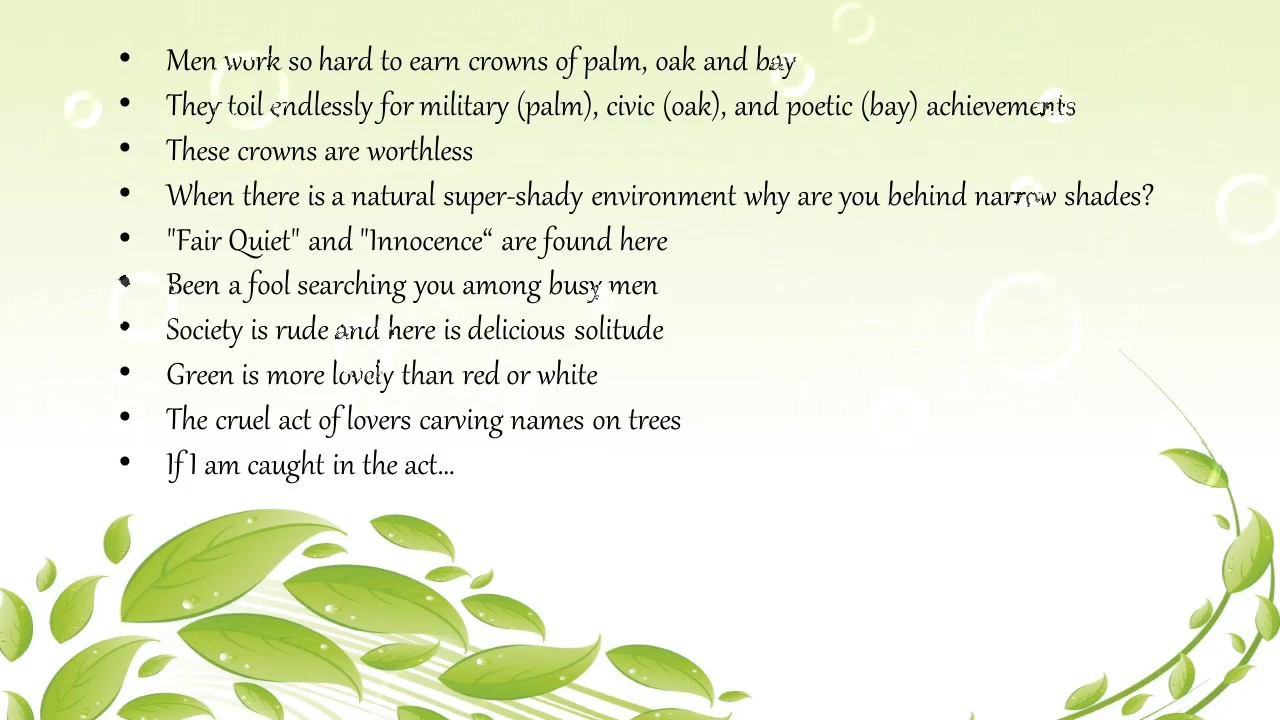 • Men work so hard to earn crowns of palm, oak and bay
• They toil endlessly for military (palm), civic (oak), and poetic (bay) achievements
• These crowns are worthless
• When there is a natural super-shady environment why are you behind narrow shades?
• "Fair Quiet" and "Innocence“ are found here
• Been a fool searching you among busy men
• Society is rude and here is delicious solitude
• Green is more lovely than red or white
• The cruel act of lovers carving names on trees
• If I am caught in the act...